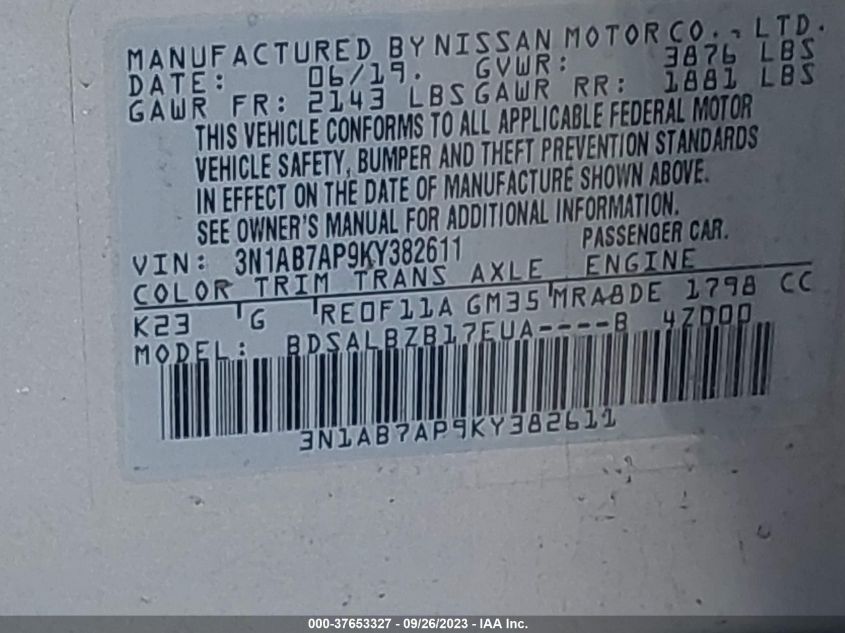 MANUFACTURED BY NISSAN MOTOR CO., LTD.
DATE: 06/19. GVWR: 3876 LBS
GAWR FR: 2143 LBS GAWR RR: 1881 LBS
THIS VEHICLE CONFORMS TO ALL APPLICABLE FEDERAL MOTOR
VEHICLE SAFETY, BUMPER AND THEFT PREVENTION STANDARDS
IN EFFECT ON THE DATE OF MANUFACTURE SHOWN ABOVE.
SEE OWNER'S MANUAL FOR ADDITIONAL INFORMATION.
VIN: 3N1AB7AP9KY382611 PASSENGER CAR.
COLOR TRIM TRANS AXLE ENGINE
K23 G RE0F11A GM35 MRA8DE 1798 CC
MODEL: BDSALBZB17EUA----B 4Z000
3N1AB7AP9KY382611
000-37653327 - 09/26/2023 - IAA Inc.